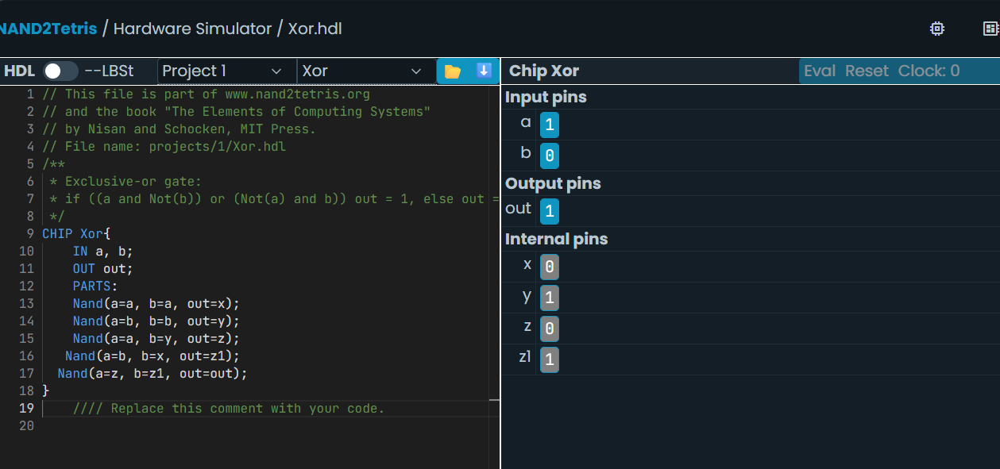 NAND2Tetris / Hardware Simulator / Xor.hdl
HDL --LBSt Project 1 Xor
1 // This file is part of www.nand2tetris.org
2 // and the book "The Elements of Computing Systems"
3 // by Nisan and Schocken, MIT Press.
4 // File name: projects/1/Xor.hdl
5 /**
6 * Exclusive-or gate:
7 * if ((a and Not(b)) or (Not(a) and b)) out = 1, else out =
8 */
9 CHIP Xor{
10 IN a, b;
11 OUT out;
12 PARTS:
13 Nand(a=a, b=a, out=x);
14 Nand(a=b, b=b, out=y);
15 Nand(a=a, b=y, out=z);
16 Nand(a=b, b=x, out=z1);
17 Nand(a=z, b=z1, out=out);
18 }
19 //// Replace this comment with your code.
20
Chip Xor Eval Reset Clock: 0
Input pins
a 1
b 0
Output pins
out 1
Internal pins
x 0
y 1
z 0
z1 1